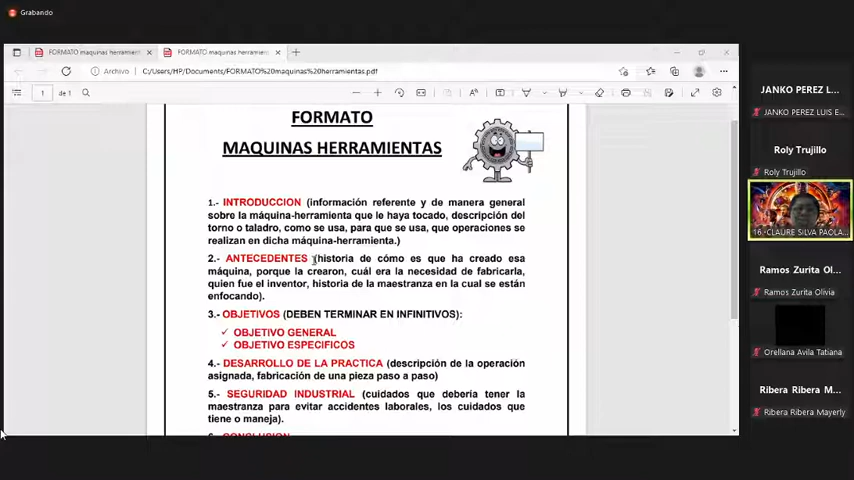 Grabando
FORMATO maquinas herramien
FORMATO maquinas herramient
Archivo
C:/Users/HP/Documents/FORMATO%20maquinas%20herramientas.pdf
1
de 1
FORMATO
MAQUINAS HERRAMIENTAS
1.- INTRODUCCION (información referente y de manera general
sobre la máquina-herramienta que le haya tocado, descripción del
torno o taladro, como se usa, para que se usa, que operaciones se
realizan en dicha máquina-herramienta.)
2.- ANTECEDENTES (historia de cómo es que ha creado esa
máquina, porque la crearon, cuál era la necesidad de fabricarla,
quien fue el inventor, historia de la maestranza en la cual se están
enfocando).
3.- OBJETIVOS (DEBEN TERMINAR EN INFINITIVOS):
✓ OBJETIVO GENERAL
✓ OBJETIVO ESPECIFICOS
4.- DESARROLLO DE LA PRACTICA (descripción de la operación
asignada, fabricación de una pieza paso a paso)
5.- SEGURIDAD INDUSTRIAL (cuidados que debería tener la
maestranza para evitar accidentes laborales, los cuidados que
tiene o maneja).
6.- CONCLUSION
JANKO PEREZ L...
JANKO PEREZ LUIS E...
Roly Trujillo
Roly Trujillo
16.-CLAURE SILVA PAOLA...
Ramos Zurita Ol...
Ramos Zurita Olivia
Orellana Avila Tatiana
Ribera Ribera M...
Ribera Ribera Mayerly